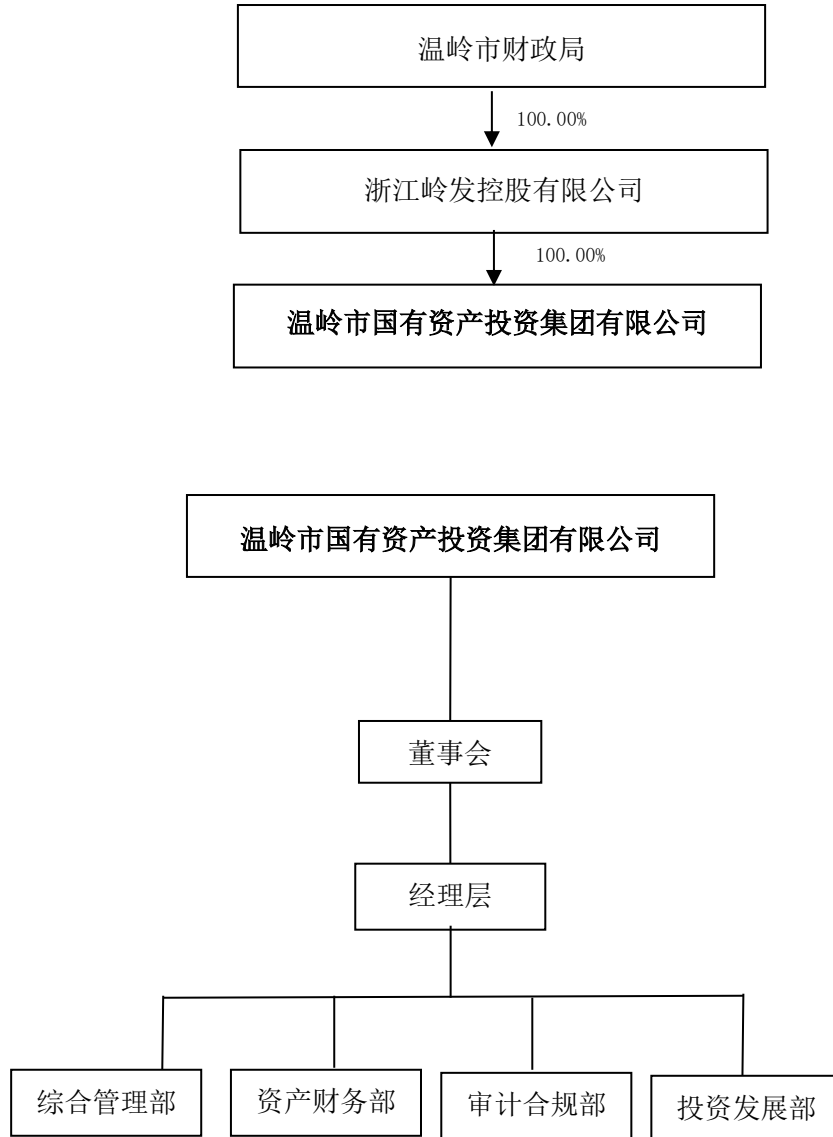 温岭市财政局
100.00%
浙江岭发控股有限公司
100.00%
温岭市国有资产投资集团有限公司
温岭市国有资产投资集团有限公司
董事会
经理层
综合管理部
资产财务部
审计合规部
投资发展部